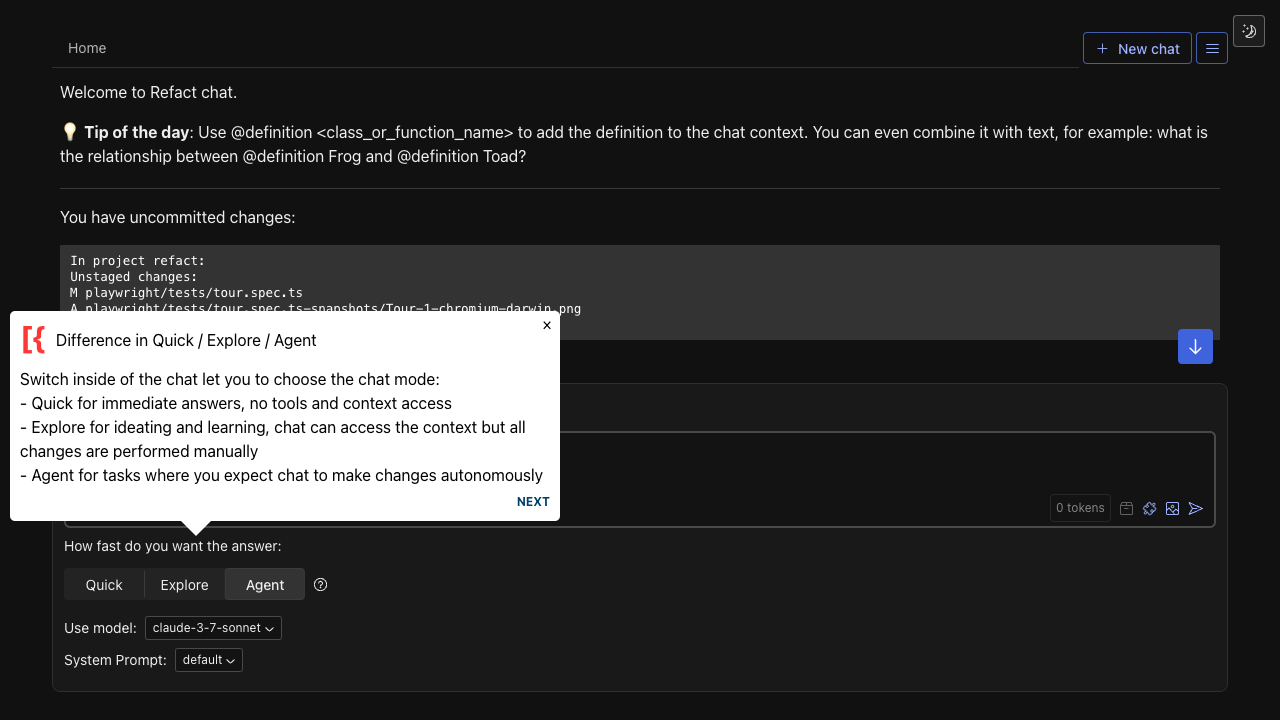 Home
New chat
Welcome to Refact chat.
💡 Tip of the day: Use @definition <class_or_function_name> to add the definition to the chat context. You can even combine it with text, for example: what is
the relationship between @definition Frog and @definition Toad?
You have uncommitted changes:
In project refact:
Unstaged changes:
M playwright/tests/tour.spec.ts
A playwright/tests/tour.spec.ts-snapshots/Tour-1-chromium-darwin.png
Difference in Quick / Explore / Agent
x
Switch inside of the chat let you to choose the chat mode:
- Quick for immediate answers, no tools and context access
- Explore for ideating and learning, chat can access the context but all
changes are performed manually
- Agent for tasks where you expect chat to make changes autonomously
NEXT
0 tokens
How fast do you want the answer:
Quick
Explore
Agent
Use model:
claude-3-7-sonnet
System Prompt:
default